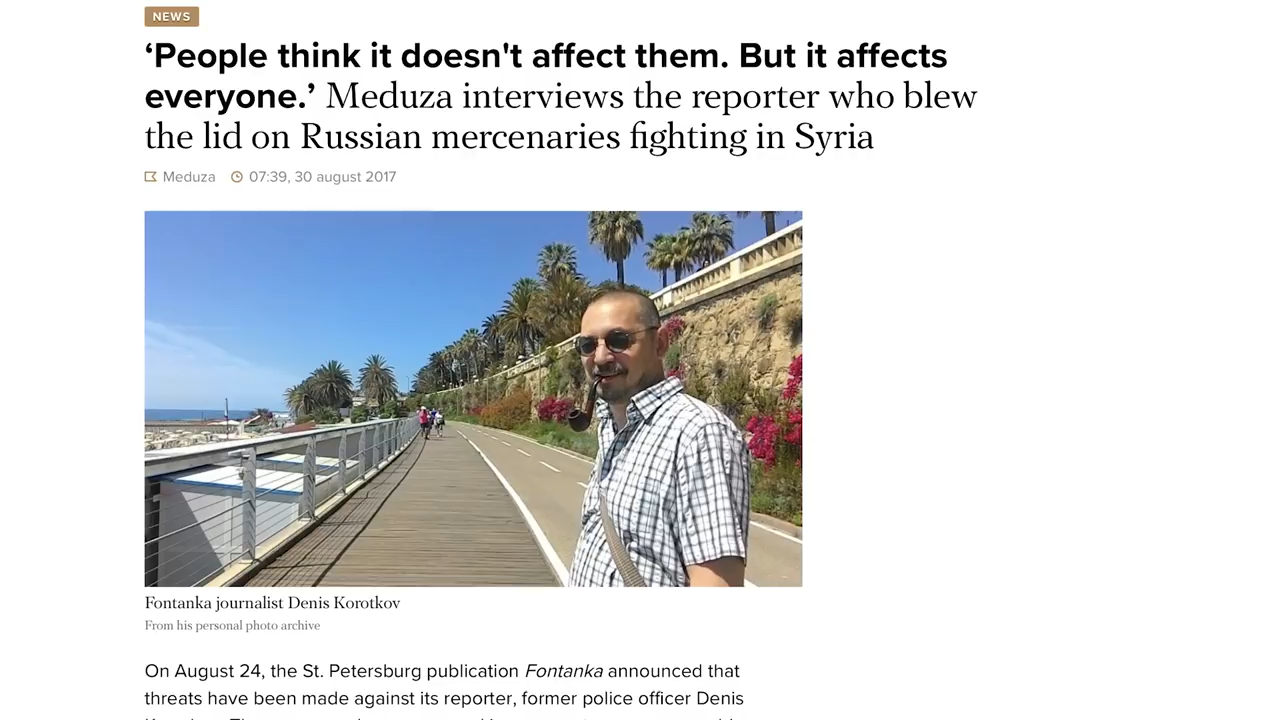 NEWS
‘People think it doesn't affect them. But it affects
everyone.’ Meduza interviews the reporter who blew
the lid on Russian mercenaries fighting in Syria
Meduza 07:39, 30 august 2017
Fontanka journalist Denis Korotkov
From his personal photo archive
On August 24, the St. Petersburg publication Fontanka announced that
threats have been made against its reporter, former police officer Denis